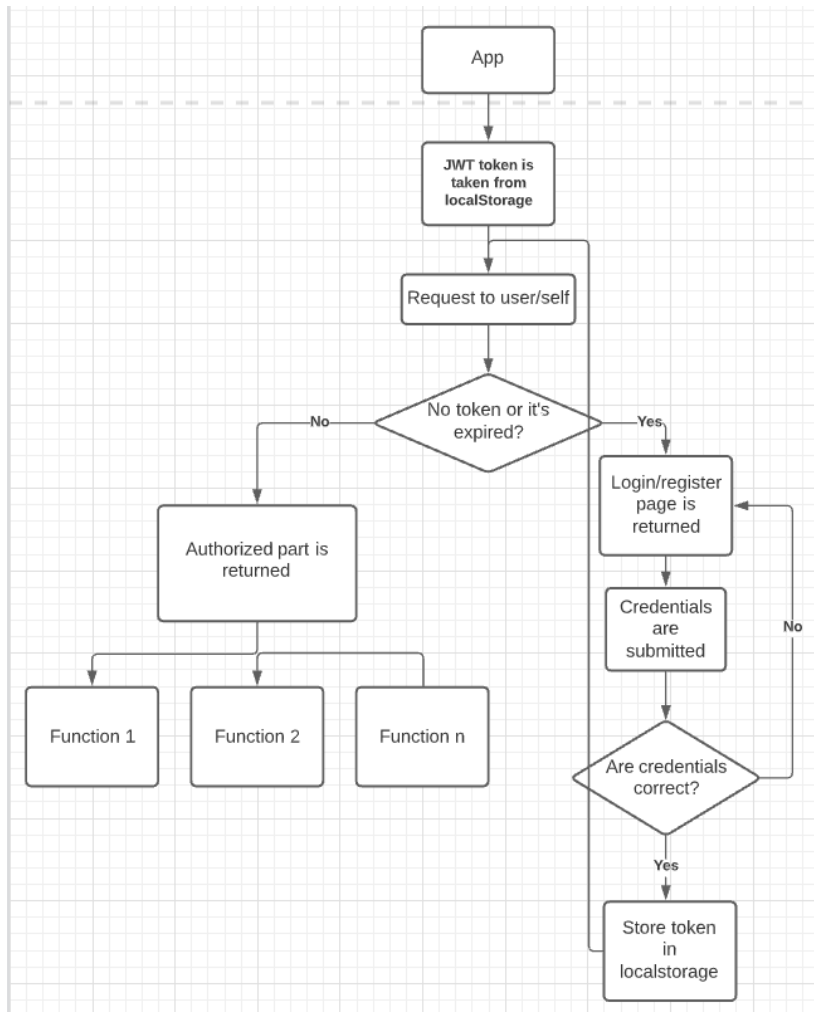 App
JWT token is
taken from
localStorage
Request to user/self
No token or it's
expired?
No
Yes
Login/register
page is
returned
Authorized part is
returned
Credentials
are
submitted
No
Function 1
Function 2
Function n
Are credentials
correct?
Yes
Store token
in
localstorage